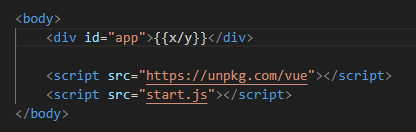 <body>
<div id="app">{{x/y}}</div>
<script src="https://unpkg.com/vue"></script>
<script src="start.js"></script>
</body>